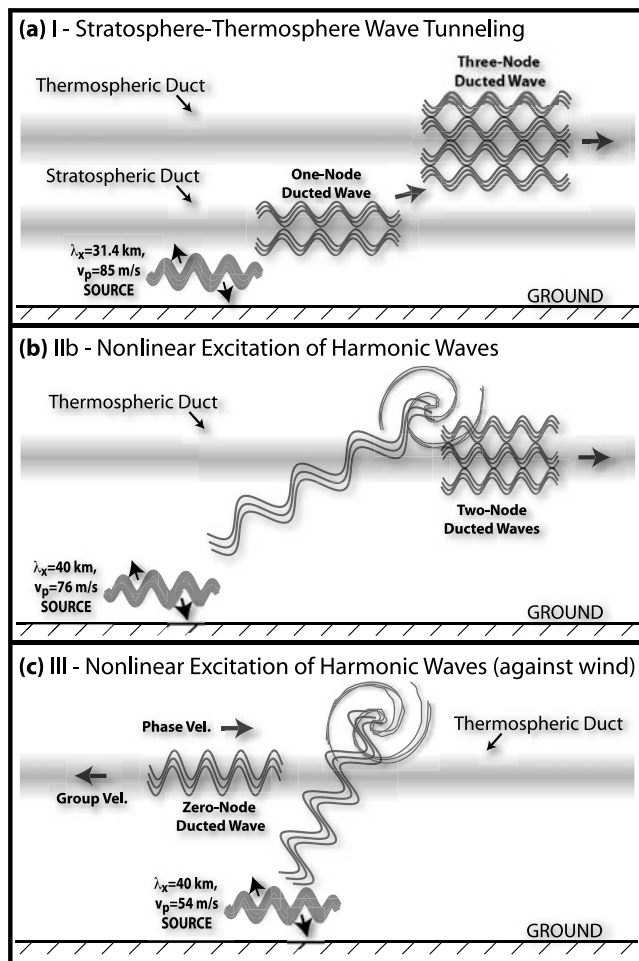 (a) I - Stratosphere-Thermosphere Wave Tunneling
Three-Node
Ducted Wave
Thermospheric Duct
Stratospheric Duct
One-Node
Ducted Wave
λx=31.4 km,
vp=85 m/s
SOURCE
GROUND
(b) IIb - Nonlinear Excitation of Harmonic Waves
Thermospheric Duct
Two-Node
Ducted Waves
λx=40 km,
vp=76 m/s
SOURCE
GROUND
(c) III - Nonlinear Excitation of Harmonic Waves (against wind)
Phase Vel.
Thermospheric Duct
Group Vel.
Zero-Node
Ducted Wave
λx=40 km,
vp=54 m/s
SOURCE
GROUND